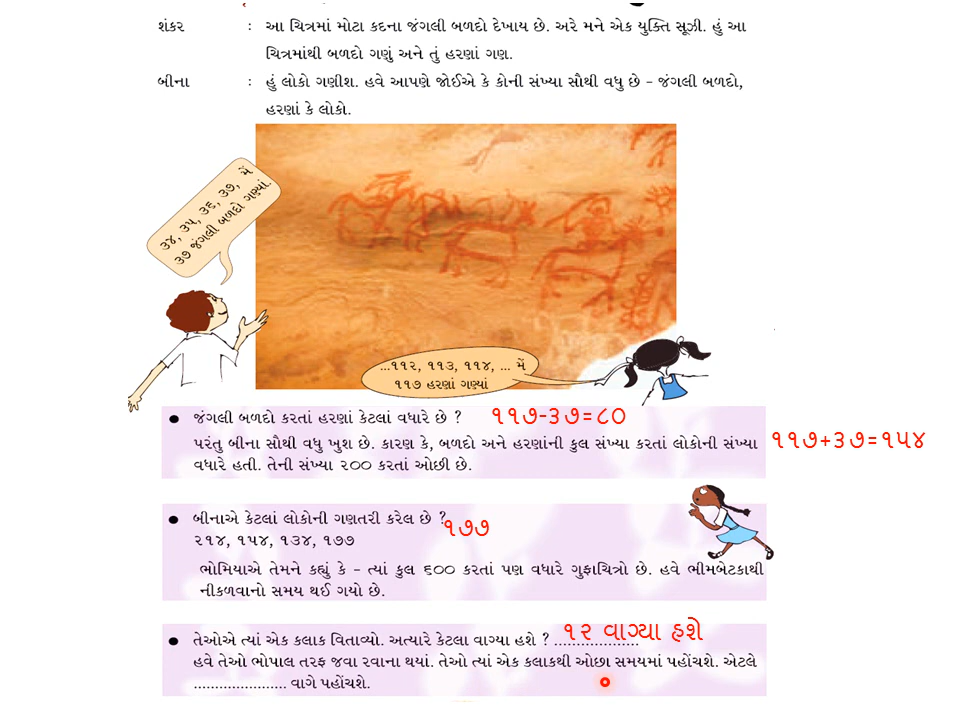 શંકર : આ ચિત્રમાં મોટા કદના જંગલી બળદો દેખાય છે. અરે મને એક યુક્તિ સૂઝી. હું આ
ચિત્રમાંથી બળદો ગણું અને તું હરણાં ગણ.
બીના : હું લોકો ગણીશ. હવે આપણે જોઈએ કે કોની સંખ્યા સૌથી વધુ છે – જંગલી બળદો,
હરણાં કે લોકો.
૩૪, ૩૫, ૩૬, ૩૭, મેં
૩૭ જંગલી બળદો ગણ્યાં.
...૧૧૨, ૧૧૩, ૧૧૪, ... મેં
૧૧૭ હરણાં ગણ્યાં
● જંગલી બળદો કરતાં હરણાં કેટલાં વધારે છે ? ૧૧૭-૩૭=૮૦
પરંતુ બીના સૌથી વધુ ખુશ છે. કારણ કે, બળદો અને હરણાંની કુલ સંખ્યા કરતાં લોકોની સંખ્યા ૧૧૭+૩૭=૧૫૪
વધારે હતી. તેની સંખ્યા ૨૦૦ કરતાં ઓછી છે.
● બીનાએ કેટલાં લોકોની ગણતરી કરેલ છે ? ૧૭૭
૨૧૪, ૧૫૪, ૧૩૪, ૧૭૭
ભોમિયાએ તેમને કહ્યું કે – ત્યાં કુલ ૬૦૦ કરતાં પણ વધારે ગુફાચિત્રો છે. હવે ભીમબેટકાથી
નીકળવાનો સમય થઈ ગયો છે.
● તેઓએ ત્યાં એક કલાક વિતાવ્યો. અત્યારે કેટલા વાગ્યા હશે ? ................... ૧૨ વાગ્યા હશે
હવે તેઓ ભોપાલ તરફ જવા રવાના થયાં. તેઓ ત્યાં એક કલાકથી ઓછા સમયમાં પહોંચશે. એટલે
...................... વાગે પહોંચશે.